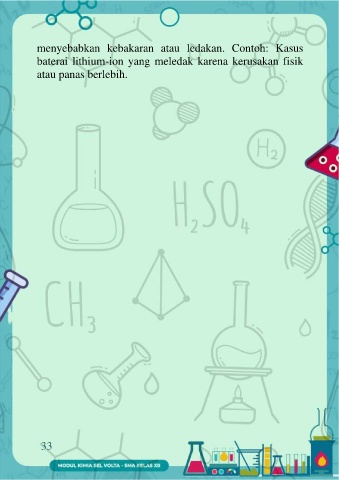 menyebabkan kebakaran atau ledakan. Contoh: Kasus
baterai lithium-ion yang meledak karena kerusakan fisik
atau panas berlebih.
H₂
H₂SO₄
CH₃
33
MODUL KIMIA SEL VOLTA - SMA KELAS XII